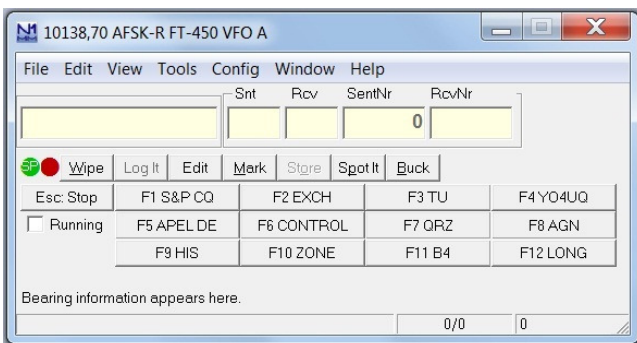 N1 10138,70 AFSK-R FT-450 VFO A
File Edit View Tools Config Window Help
Snt Rcv SentNr RcvNr
0
SP Wipe Log It Edit Mark Store Spot It Buck
Esc: Stop F1 S&P CQ F2 EXCH F3 TU F4 YO4UQ
Running F5 APEL DE F6 CONTROL F7 QRZ F8 AGN
F9 HIS F10 ZONE F11 B4 F12 LONG
Bearing information appears here.
0/0 0